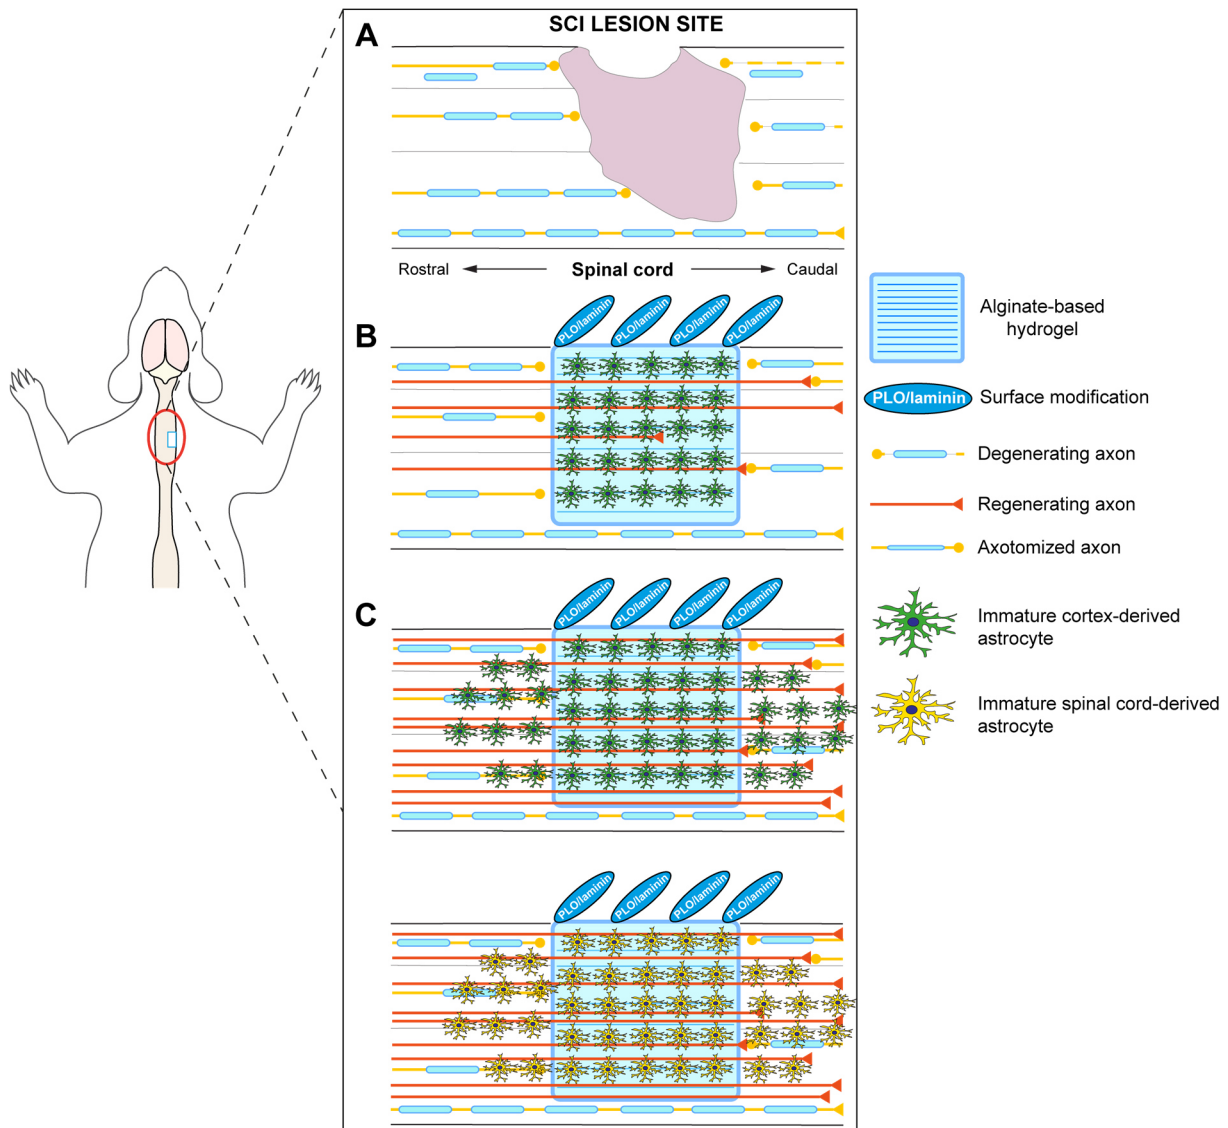 SCI LESION SITE
A
Rostral
Spinal cord
Caudal
B
PLO/laminin
PLO/laminin
PLO/laminin
PLO/laminin
C
PLO/laminin
PLO/laminin
PLO/laminin
PLO/laminin
PLO/laminin
PLO/laminin
PLO/laminin
PLO/laminin
Alginate-based
hydrogel
PLO/laminin
Surface modification
Degenerating axon
Regenerating axon
Axotomized axon
Immature cortex-derived
astrocyte
Immature spinal cord-derived
astrocyte